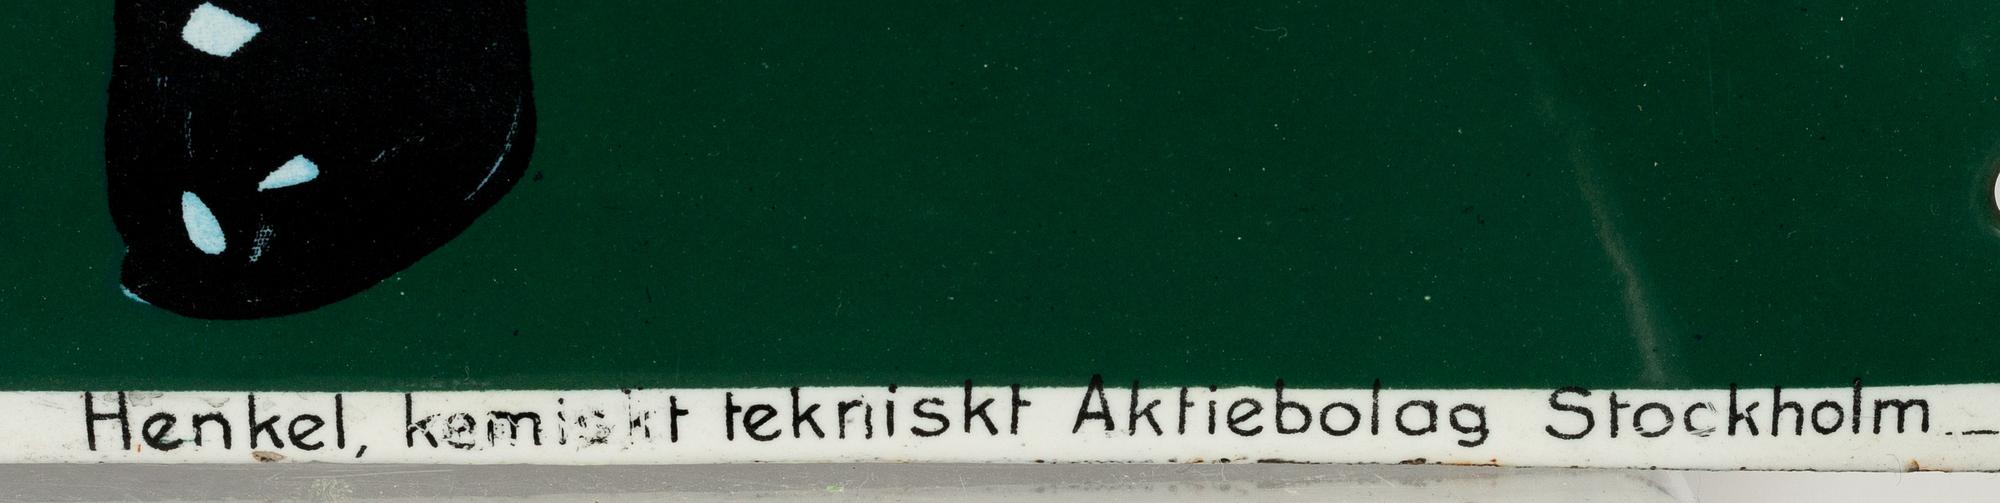 Henkel, kemiskt tekniskt Aktiebolag Stockholm.